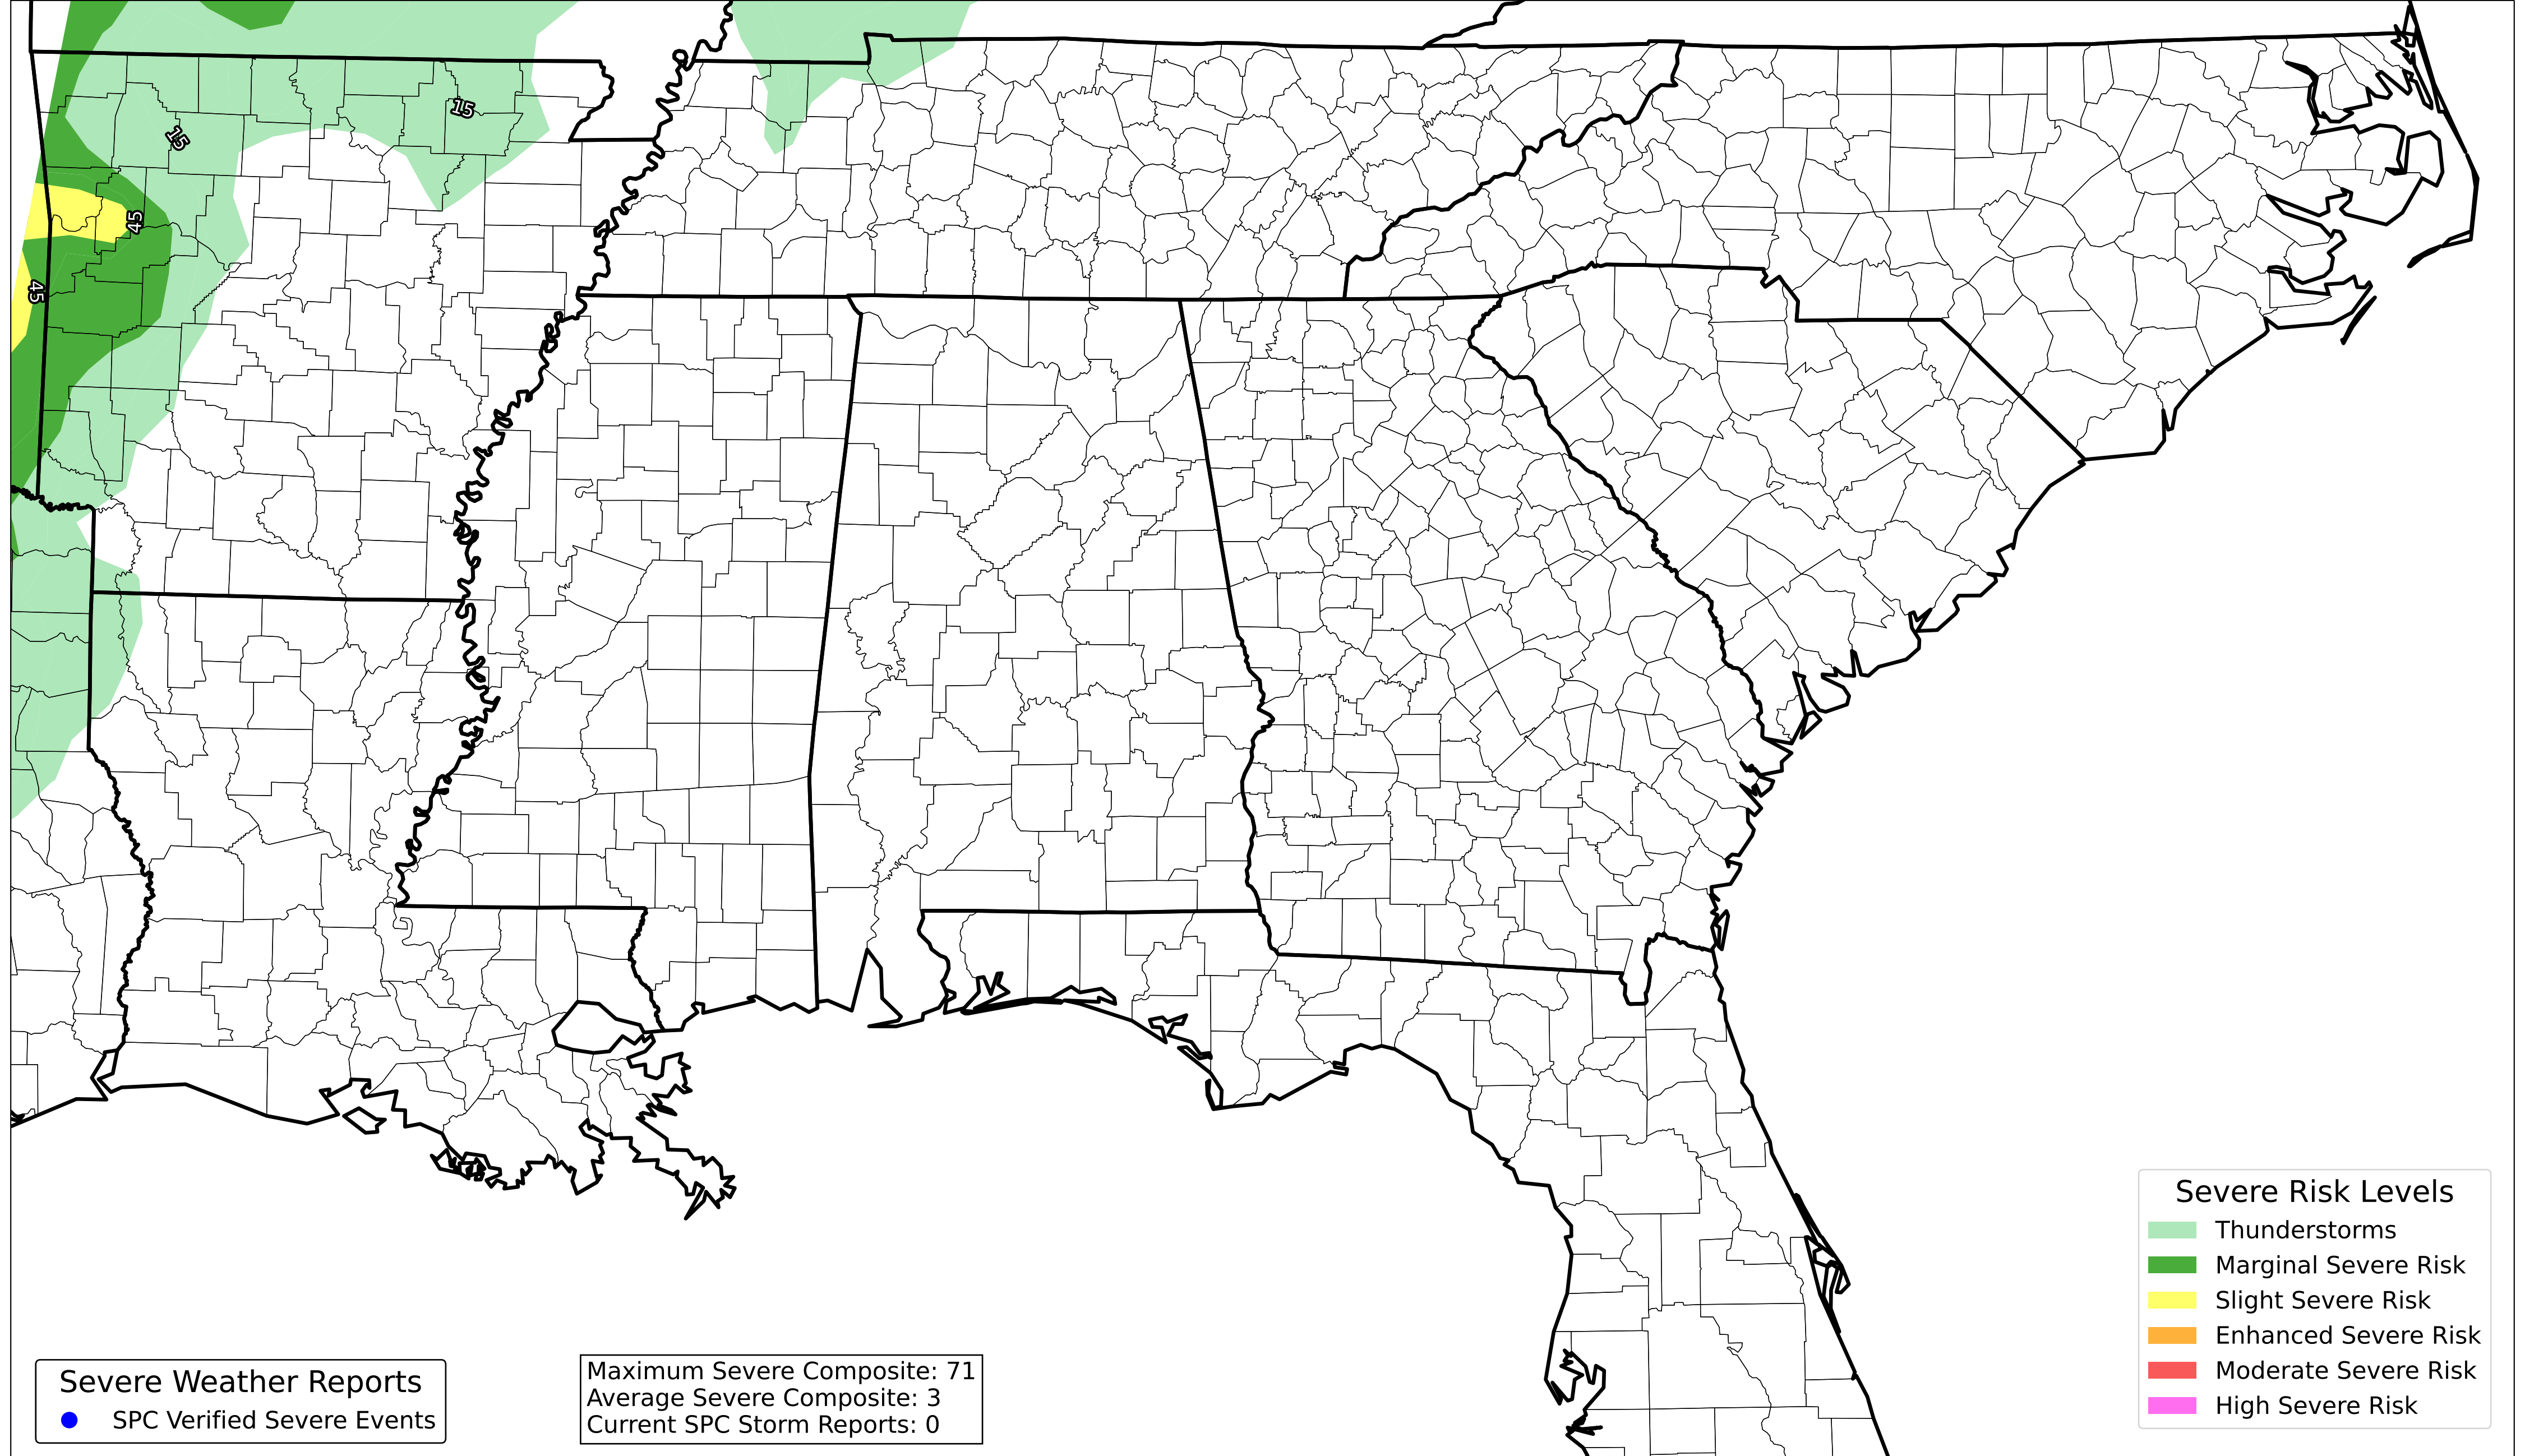 15
15
45
45
Severe Risk Levels
Thunderstorms
Marginal Severe Risk
Slight Severe Risk
Enhanced Severe Risk
Moderate Severe Risk
High Severe Risk
Severe Weather Reports
SPC Verified Severe Events
Maximum Severe Composite: 71
Average Severe Composite: 3
Current SPC Storm Reports: 0